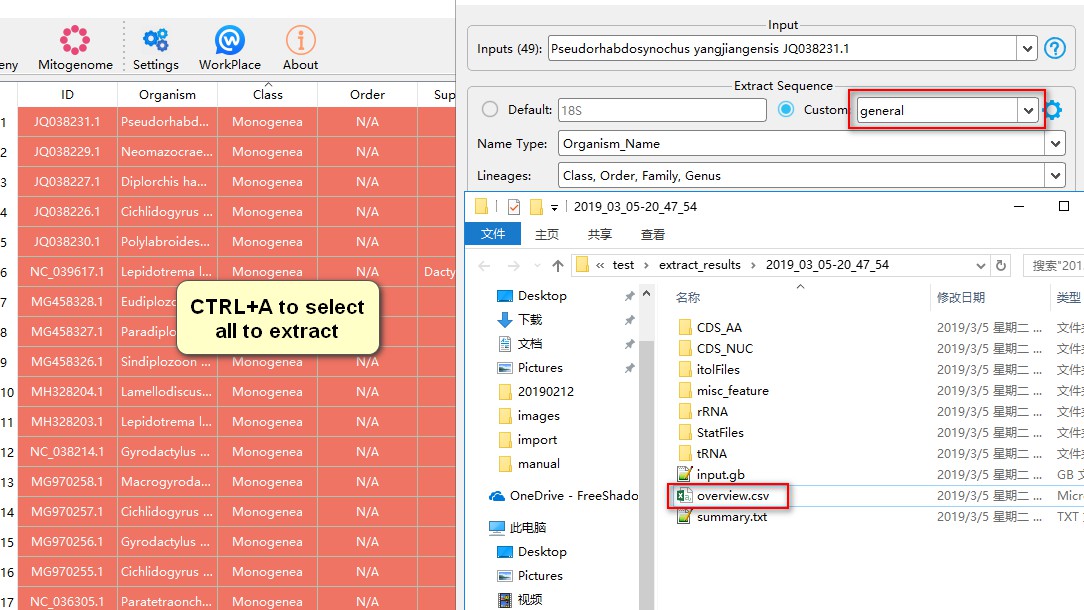 eny Mitogenome Settings WorkPlace About
ID Organism Class Order Sup
1 JQ038231.1 Pseudorhabd... Monogenea N/A
2 JQ038229.1 Neomazocrae... Monogenea N/A
3 JQ038227.1 Diplorchis ha... Monogenea N/A
4 JQ038226.1 Cichlidogyrus ... Monogenea N/A
5 JQ038230.1 Polylabroides... Monogenea N/A
6 NC_039617.1 Lepidotrema l... Monogenea N/A Dacty
7 MG458328.1 Eudiploz
8 MG458327.1 Paradiplo
9 MG458326.1 Sindiplozoon ... Monogenea N/A
CTRL+A to select
all to extract
10 MH328204.1 Lamellodiscus... Monogenea N/A
11 MH328203.1 Lepidotrema l... Monogenea N/A
12 NC_038214.1 Gyrodactylus ... Monogenea N/A
13 MG970258.1 Macrogyroda... Monogenea N/A
14 MG970257.1 Cichlidogyrus ... Monogenea N/A
15 MG970256.1 Gyrodactylus ... Monogenea N/A
16 MG970255.1 Cichlidogyrus ... Monogenea N/A
17 NC_036305.1 Paratetraonch... Monogenea N/A
Input
Inputs (49): Pseudorhabdosynochus yangjiangensis JQ038231.1
Extract Sequence
Default: 18S Custom general
Name Type: Organism_Name
Lineages: Class, Order, Family, Genus
2019_03_05-20_47_54
文件 主页 共享 查看
« test › extract_results › 2019_03_05-20_47_54 搜索"201
Desktop
下载
文档
Pictures
20190212
images
import
manual
OneDrive - FreeShado
此电脑
Desktop
Pictures
视频
名称 修改日期 类型
CDS_AA 2019/3/5 星期二 ... 文件夹
CDS_NUC 2019/3/5 星期二 ... 文件夹
itolFiles 2019/3/5 星期二 ... 文件夹
misc_feature 2019/3/5 星期二 ... 文件夹
rRNA 2019/3/5 星期二 ... 文件夹
StatFiles 2019/3/5 星期二 ... 文件夹
tRNA 2019/3/5 星期二 ... 文件夹
input.gb 2019/3/5 星期二 ... GB 文
overview.csv 2019/3/5 星期二 ... Micro
summary.txt 2019/3/5 星期二 ... TXT 文